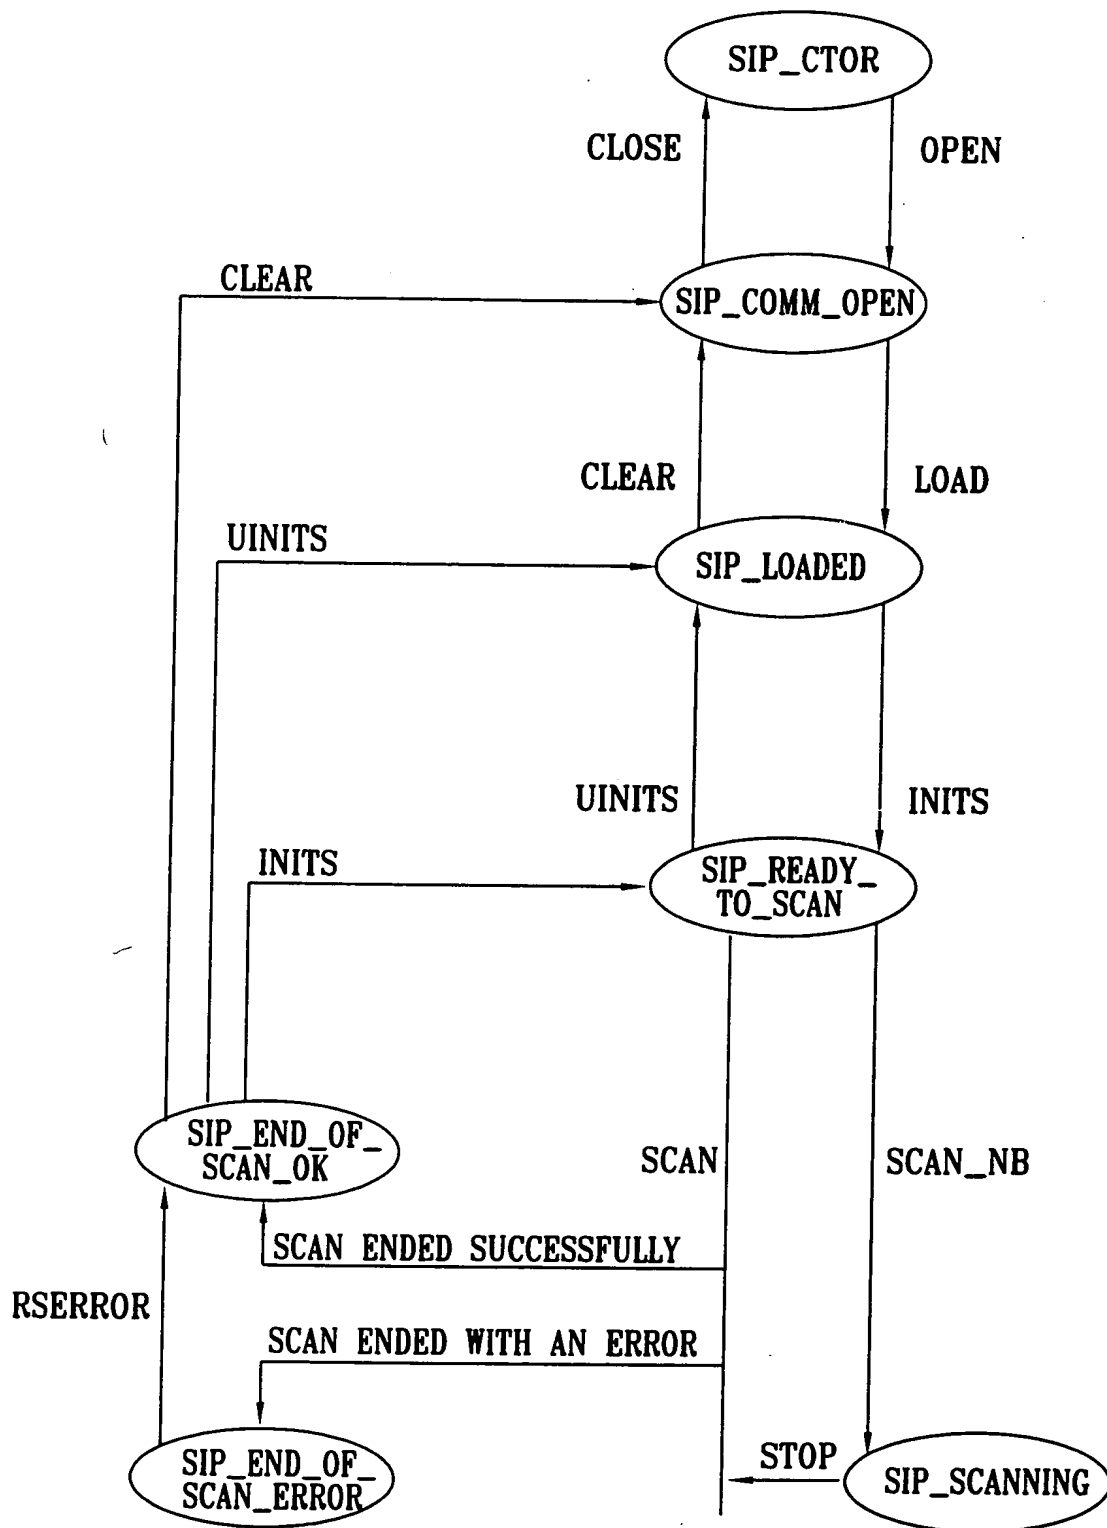 SIP_CTOR
CLOSE
OPEN
CLEAR
SIP_COMM_OPEN
CLEAR
LOAD
UINITS
SIP_LOADED
UINITS
INITS
INITS
SIP_READY_
TO_SCAN
SIP_END_OF_
SCAN_OK
SCAN
SCAN_NB
SCAN ENDED SUCCESSFULLY
RSERROR
SCAN ENDED WITH AN ERROR
SIP_END_OF_
SCAN_ERROR
STOP
SIP_SCANNING